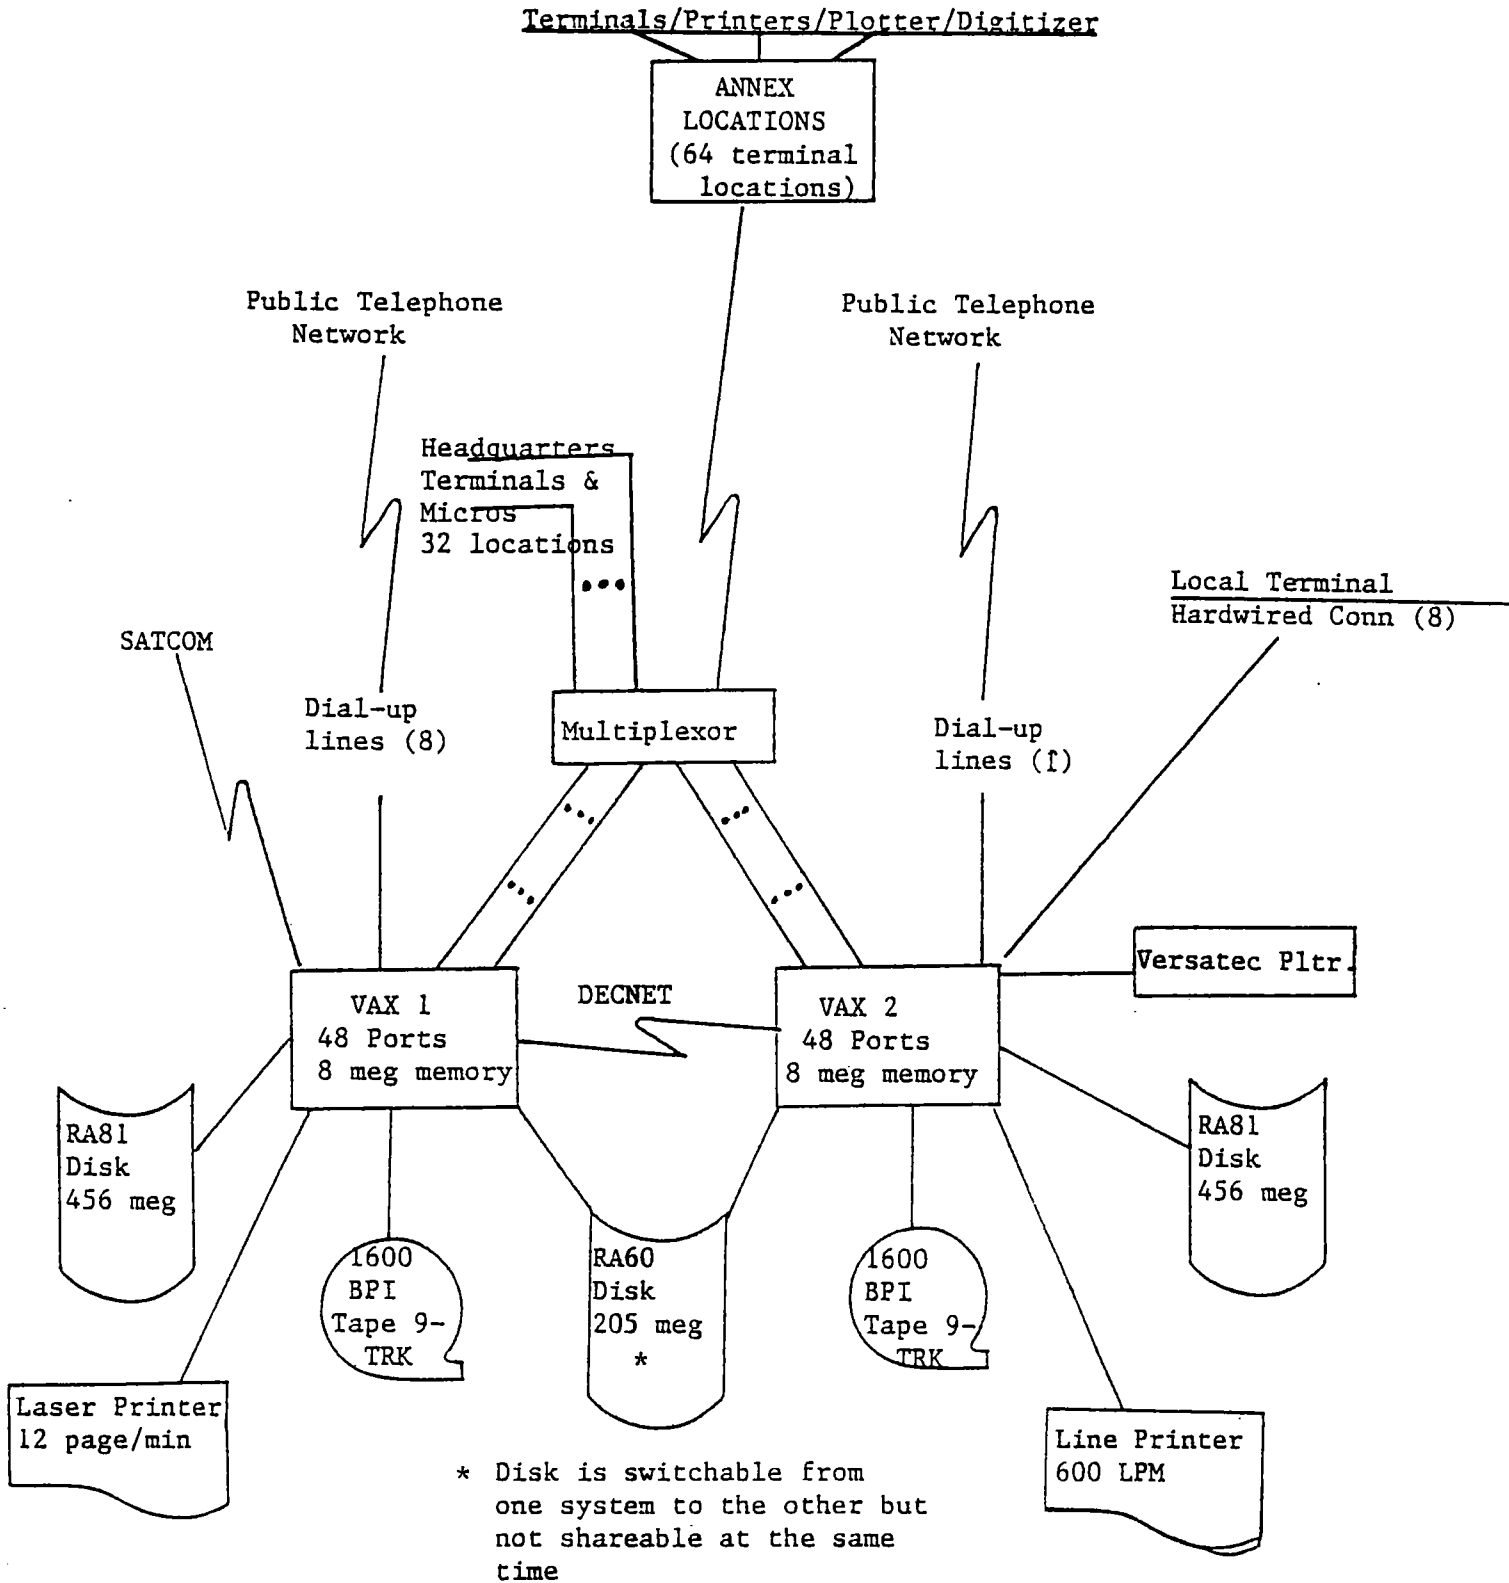 Terminals/Printers/Plotter/Digitizer
ANNEX
LOCATIONS
(64 terminal
locations)
Public Telephone
Network
Public Telephone
Network
Headquarters
Terminals &
Micros
32 locations
Local Terminal
Hardwired Conn (8)
SATCOM
Dial-up
lines (8)
Multiplexor
Dial-up
lines (1)
Versatec Pltr.
DECNET
VAX 1
48 Ports
8 meg memory
VAX 2
48 Ports
8 meg memory
RA81
Disk
456 meg
RA81
Disk
456 meg
1600
BPI
Tape 9-
TRK
RA60
Disk
205 meg
*
1600
BPI
Tape 9-
TRK
Laser Printer
12 page/min
Line Printer
600 LPM
* Disk is switchable from
one system to the other but
not shareable at the same
time